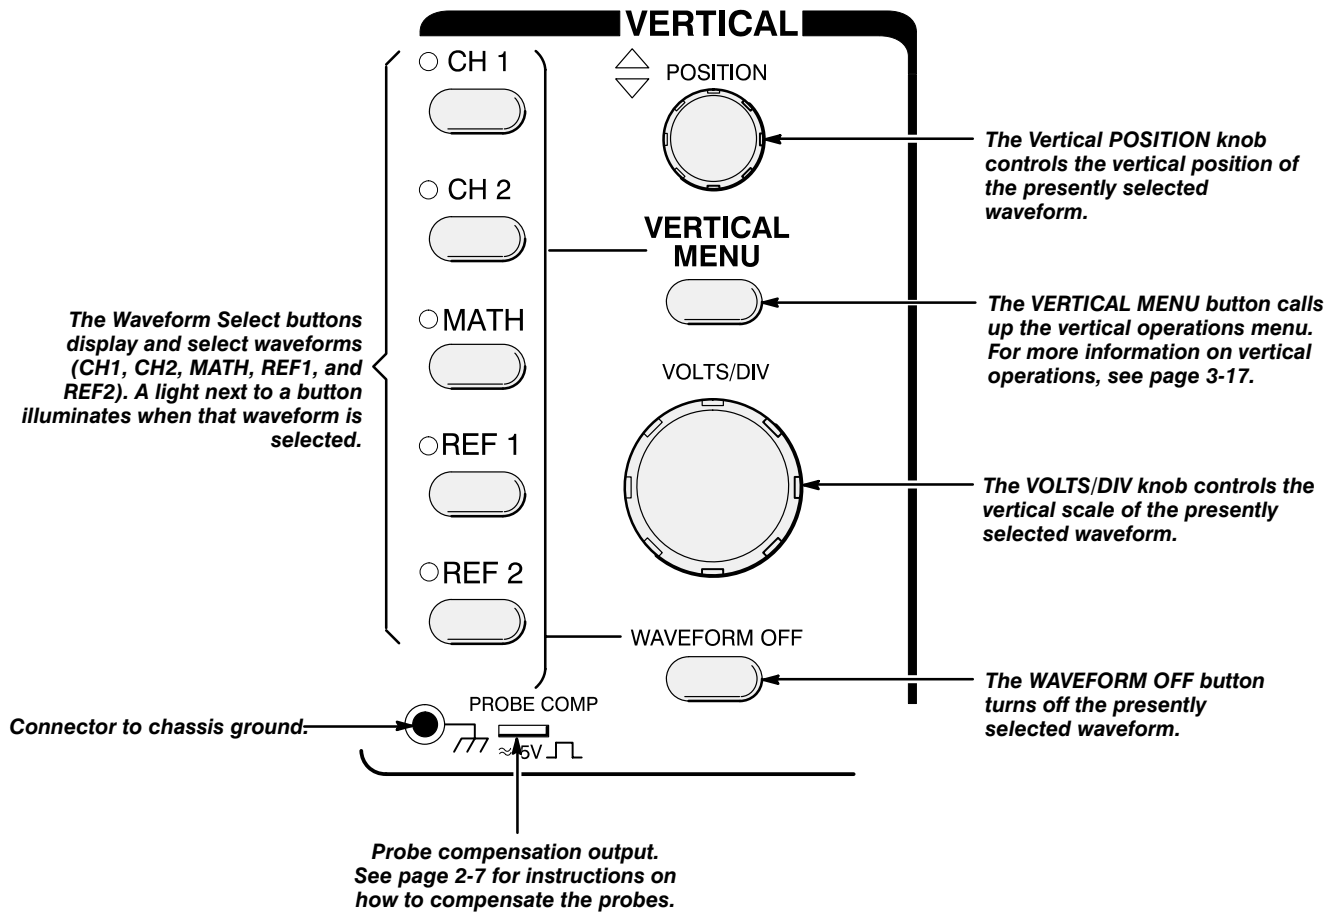 VERTICAL
CH 1
POSITION
The Vertical POSITION knob
controls the vertical position of
the presently selected
waveform.
CH 2
VERTICAL
MENU
The VERTICAL MENU button calls
up the vertical operations menu.
For more information on vertical
operations, see page 3-17.
The Waveform Select buttons
display and select waveforms
(CH1, CH2, MATH, REF1, and
REF2). A light next to a button
illuminates when that waveform is
selected.
MATH
VOLTS/DIV
REF 1
The VOLTS/DIV knob controls the
vertical scale of the presently
selected waveform.
REF 2
WAVEFORM OFF
The WAVEFORM OFF button
turns off the presently
selected waveform.
PROBE COMP
Connector to chassis ground.
≈ 5V
Probe compensation output.
See page 2-7 for instructions on
how to compensate the probes.